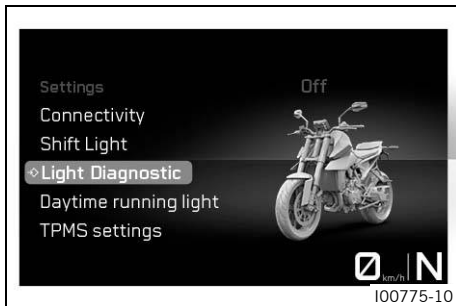 Settings
Off
Connectivity
Shift Light
Light Diagnostic
Daytime running light
TPMS settings
0 km/h N
I00775-10